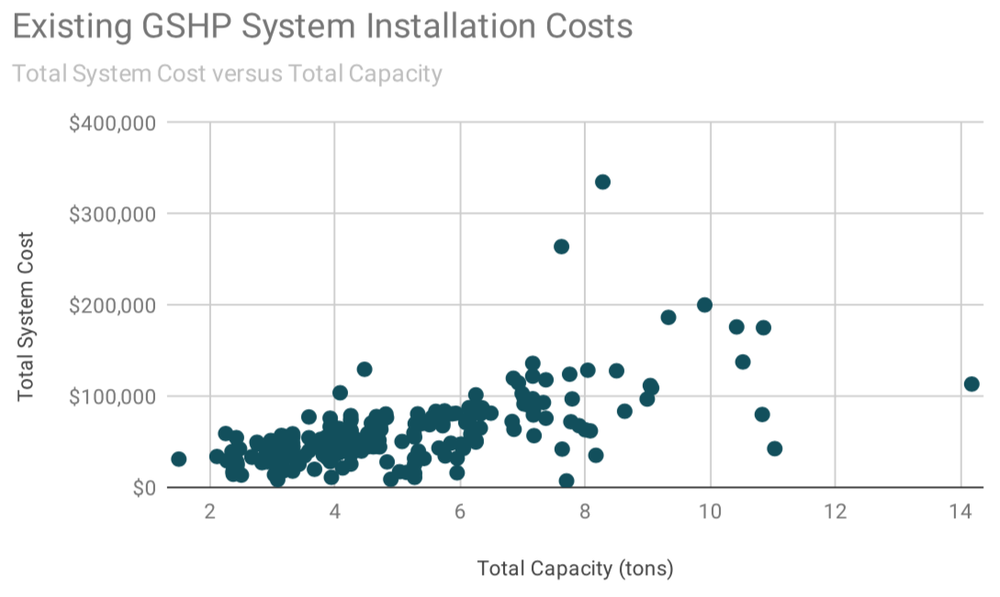 Existing GSHP System Installation Costs
Total System Cost versus Total Capacity
$400,000
$300,000
$200,000
$100,000
$0
Total System Cost
2 4 6 8 10 12 14
Total Capacity (tons)